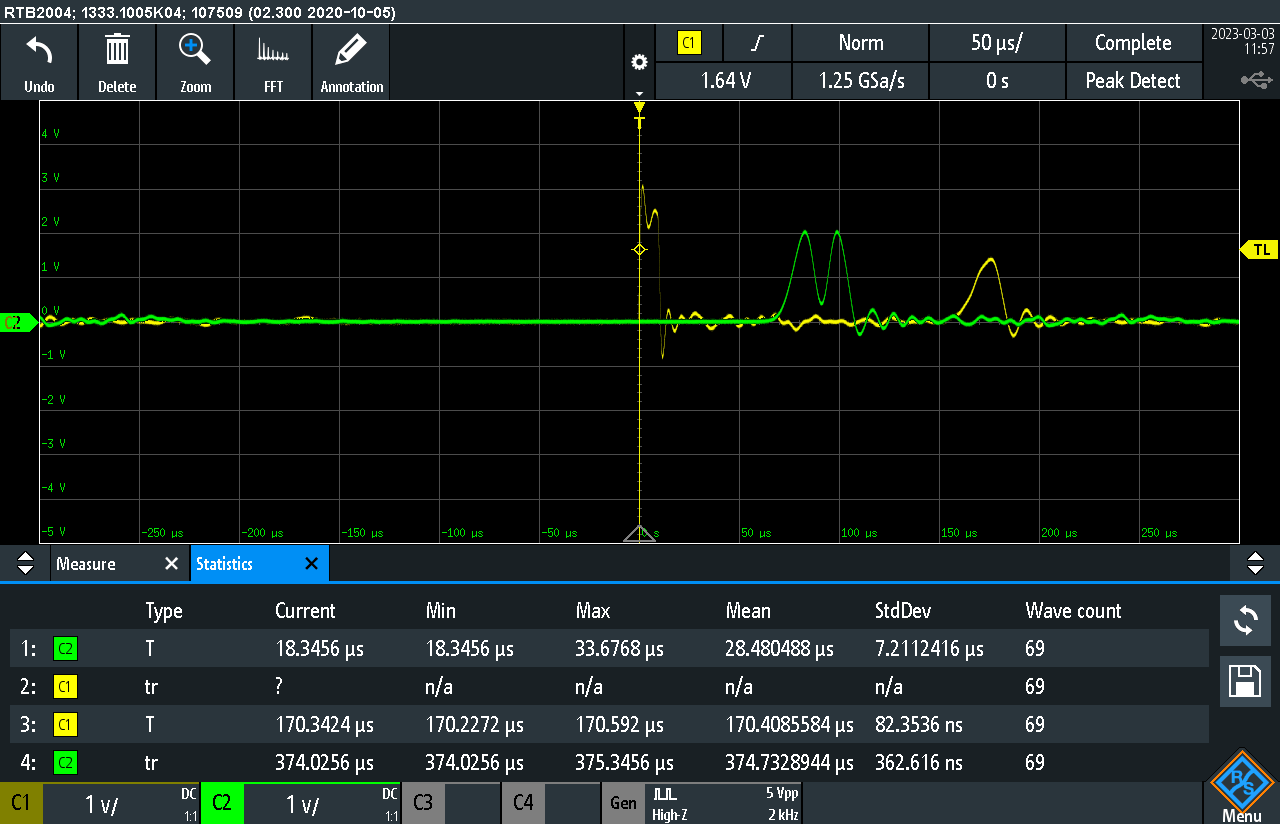 RTB2004; 1333.1005K04; 107509 (02.300 2020-10-05)
Undo Delete Zoom FFT Annotation
C1 Norm 50 µs/ Complete 2023-03-03
11:57
1.64 V 1.25 GSa/s 0 s Peak Detect
T
4 V
3 V
2 V
1 V
TL
0 V
C2
-1 V
-2 V
-3 V
-4 V
-5 V
-250 µs -200 µs -150 µs -100 µs -50 µs 0 s 50 µs 100 µs 150 µs 200 µs 250 µs
Measure Statistics
Type Current Min Max Mean StdDev Wave count
1: C2 T 18.3456 µs 18.3456 µs 33.6768 µs 28.480488 µs 7.2112416 µs 69
2: C1 tr ? n/a n/a n/a n/a 69
3: C1 T 170.3424 µs 170.2272 µs 170.592 µs 170.4085584 µs 82.3536 ns 69
4: C2 tr 374.0256 µs 374.0256 µs 375.3456 µs 374.7328944 µs 362.616 ns 69
C1 1 V/ DC 1:1 C2 1 V/ DC 1:1 C3 C4 Gen High-Z 5 Vpp 2 kHz
R&S
Menu